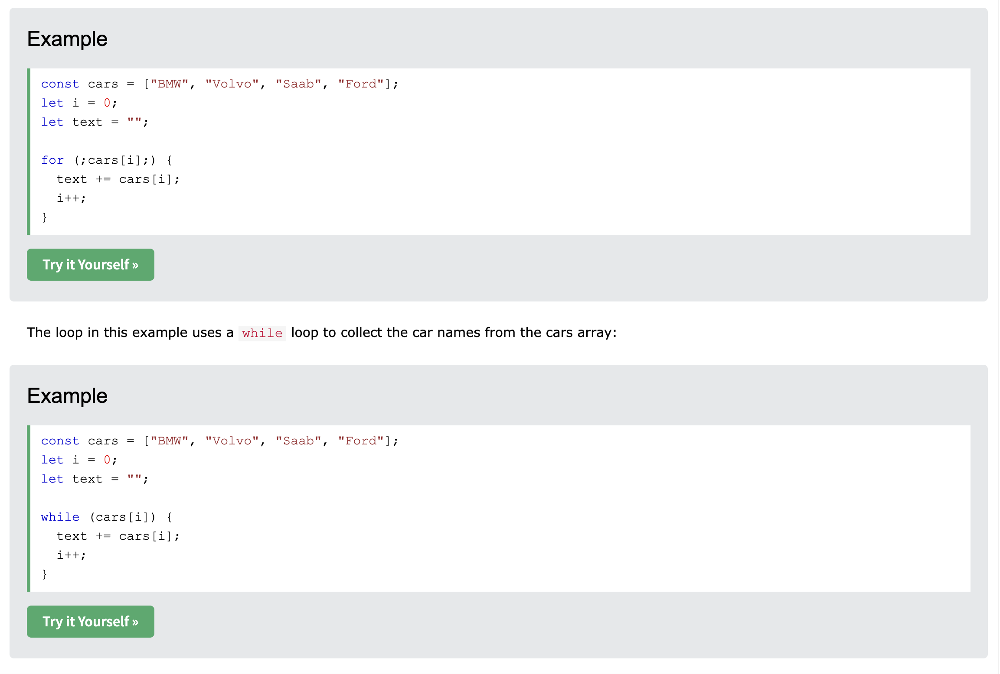 Example
const cars = ["BMW", "Volvo", "Saab", "Ford"];
let i = 0;
let text = "";
for (;cars[i];) {
  text += cars[i];
  i++;
}
Try it Yourself »
The loop in this example uses a while loop to collect the car names from the cars array:
Example
const cars = ["BMW", "Volvo", "Saab", "Ford"];
let i = 0;
let text = "";
while (cars[i]) {
  text += cars[i];
  i++;
}
Try it Yourself »